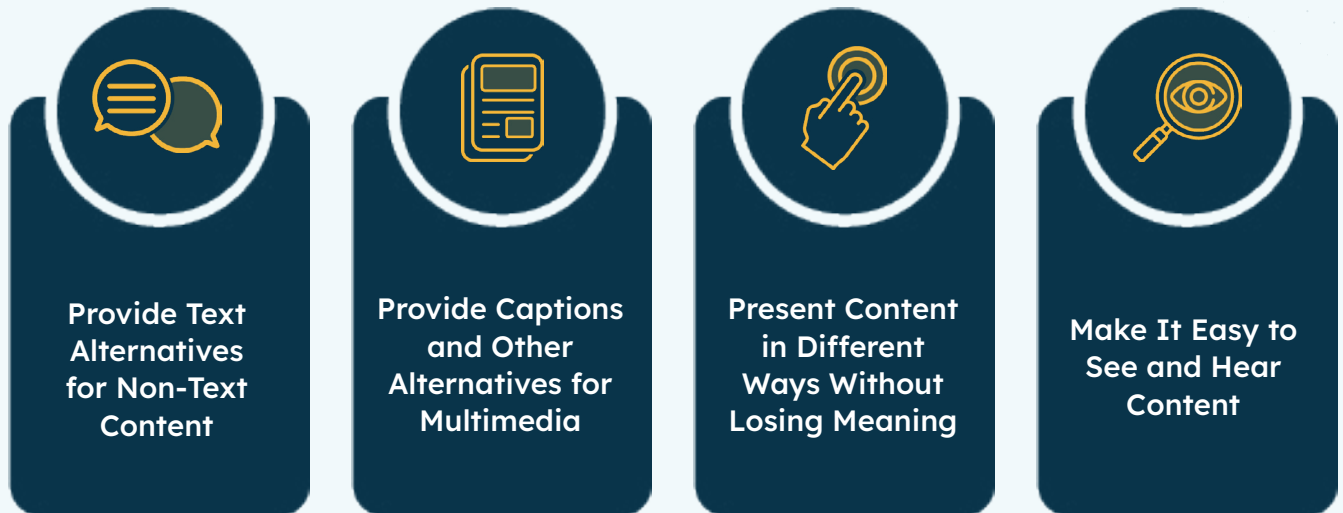 Provide Text
Alternatives
for Non-Text
Content
Provide Captions
and Other
Alternatives for
Multimedia
Present Content
in Different
Ways Without
Losing Meaning
Make It Easy to
See and Hear
Content